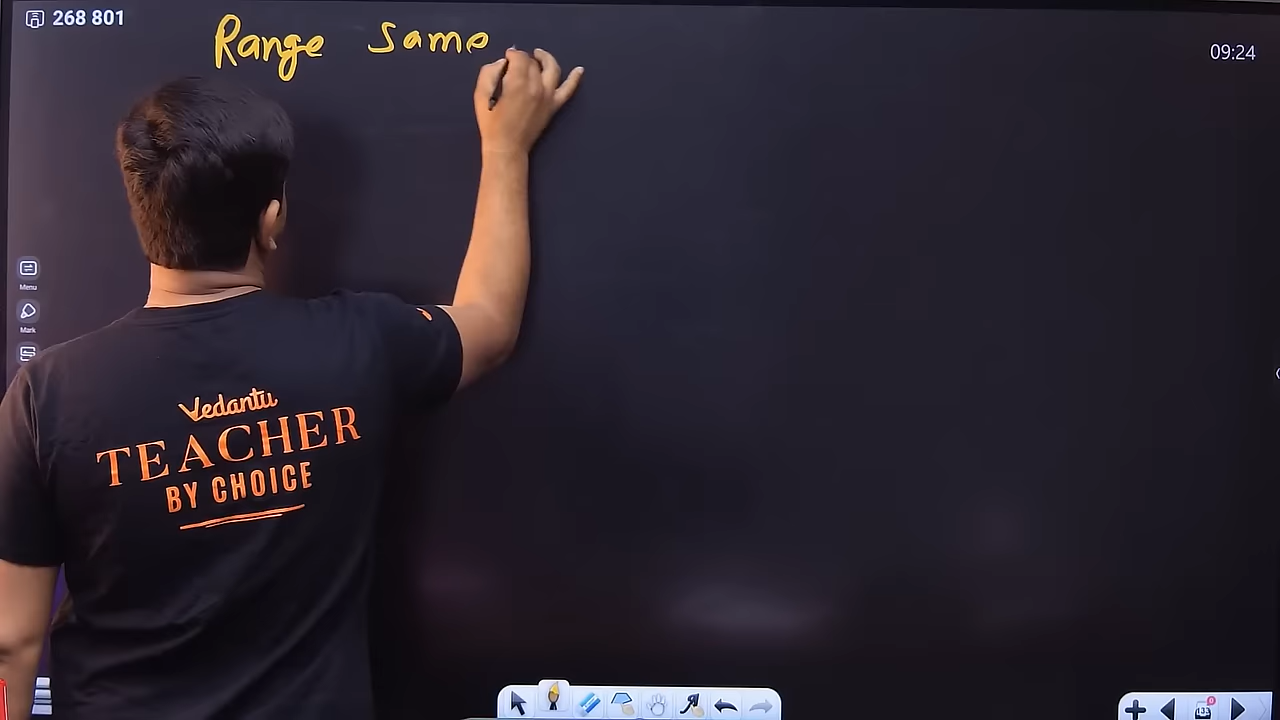 268 801
Range Same
09:24
Menu
Mark
Vedantu
TEACHER
BY CHOICE